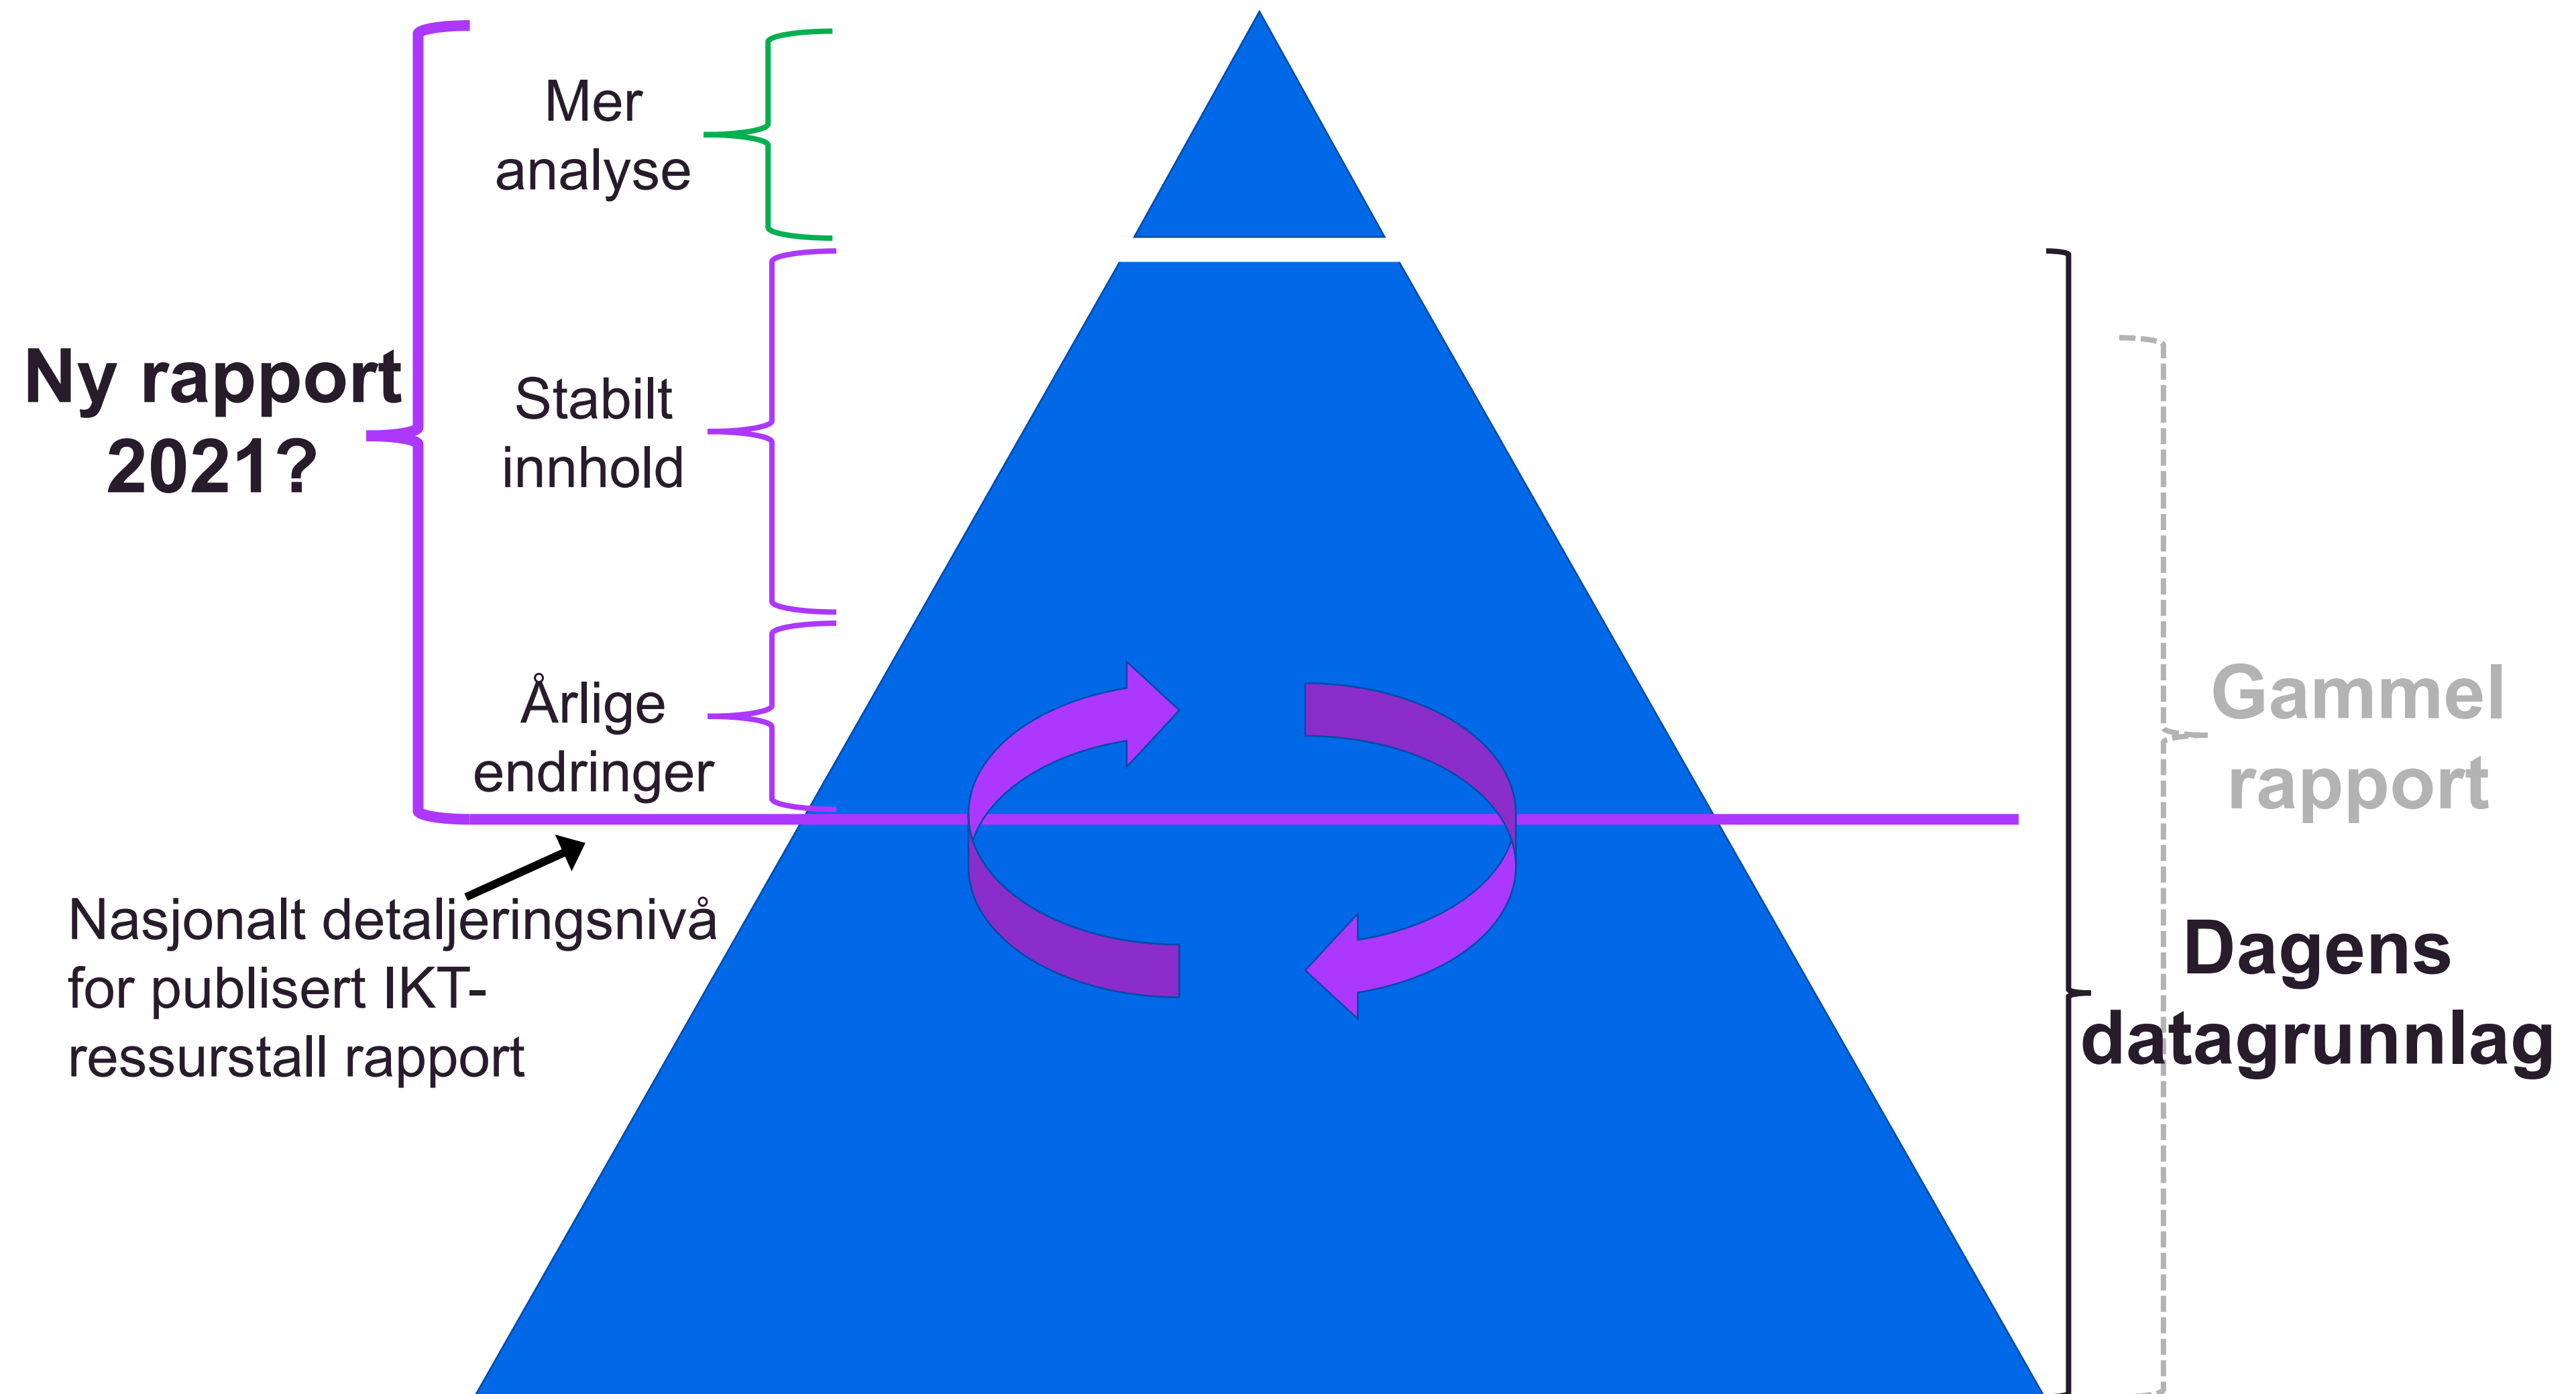 Mer
analyse
Ny rapport
2021?
Stabilt
innhold
Årlige
endringer
Nasjonalt detaljeringsnivå
for publisert IKT-
ressurstall rapport
Gammel
rapport
Dagens
datagrunnlag